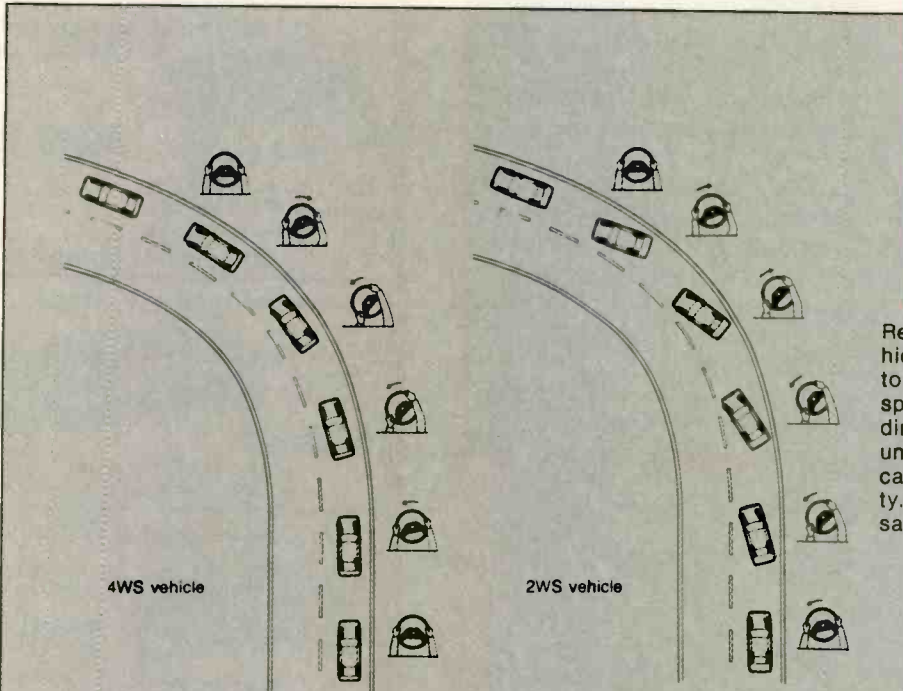 4WS vehicle
2WS vehicle
Re
hic
to
sp
dir
un
ca
ty.
sa